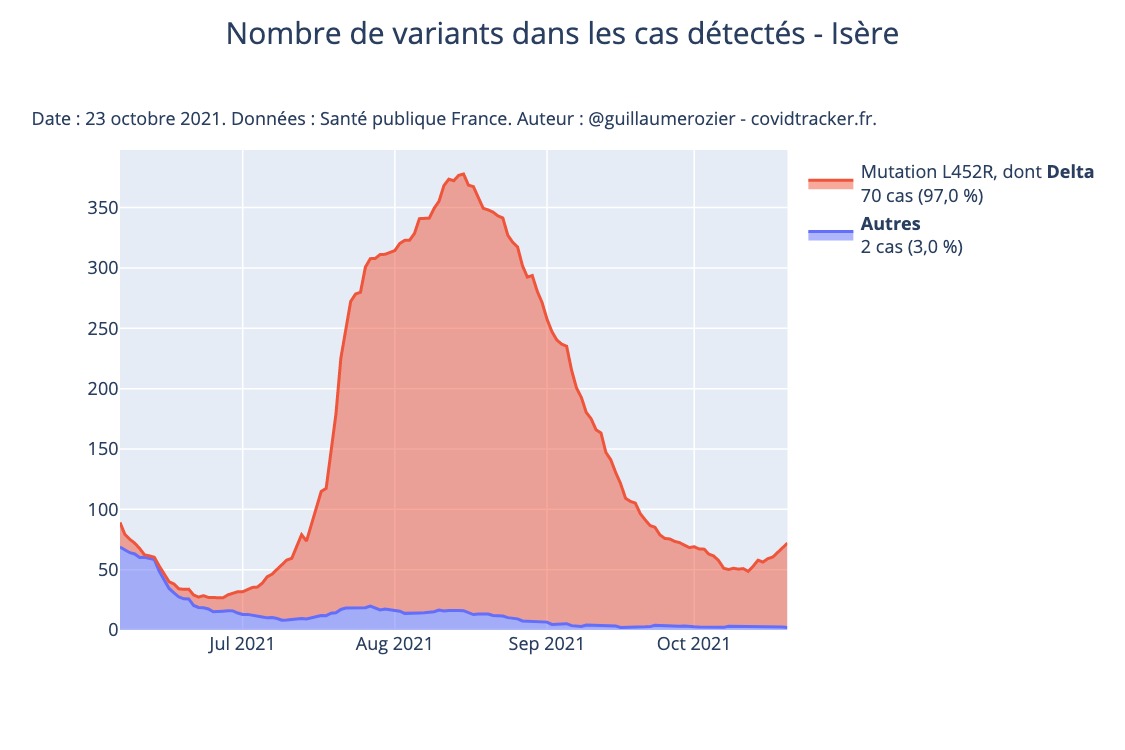 Nombre de variants dans les cas détectés - Isère
Date : 23 octobre 2021. Données : Santé publique France. Auteur : @guillaumerozier - covidtracker.fr.
Mutation L452R, dont Delta
70 cas (97,0 %)
Autres
2 cas (3,0 %)
350
300
250
200
150
100
50
0
Jul 2021 Aug 2021 Sep 2021 Oct 2021